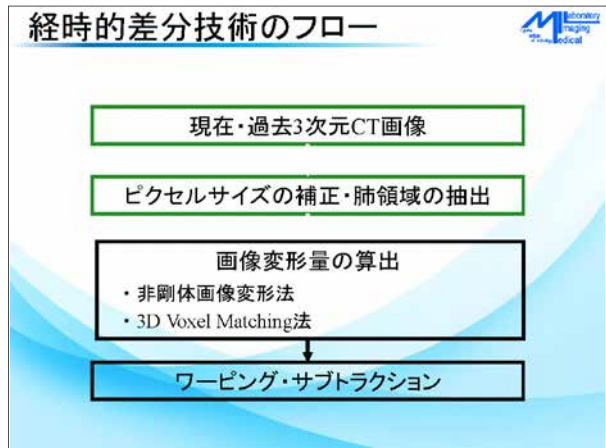 経時的差分技術のフロー
Laboratory
Imaging
Medical
現在・過去3次元CT画像
ピクセルサイズの補正・肺領域の抽出
画像変形量の算出
・非剛体画像変形法
・3D Voxel Matching法
ワーピング・サブトラクション